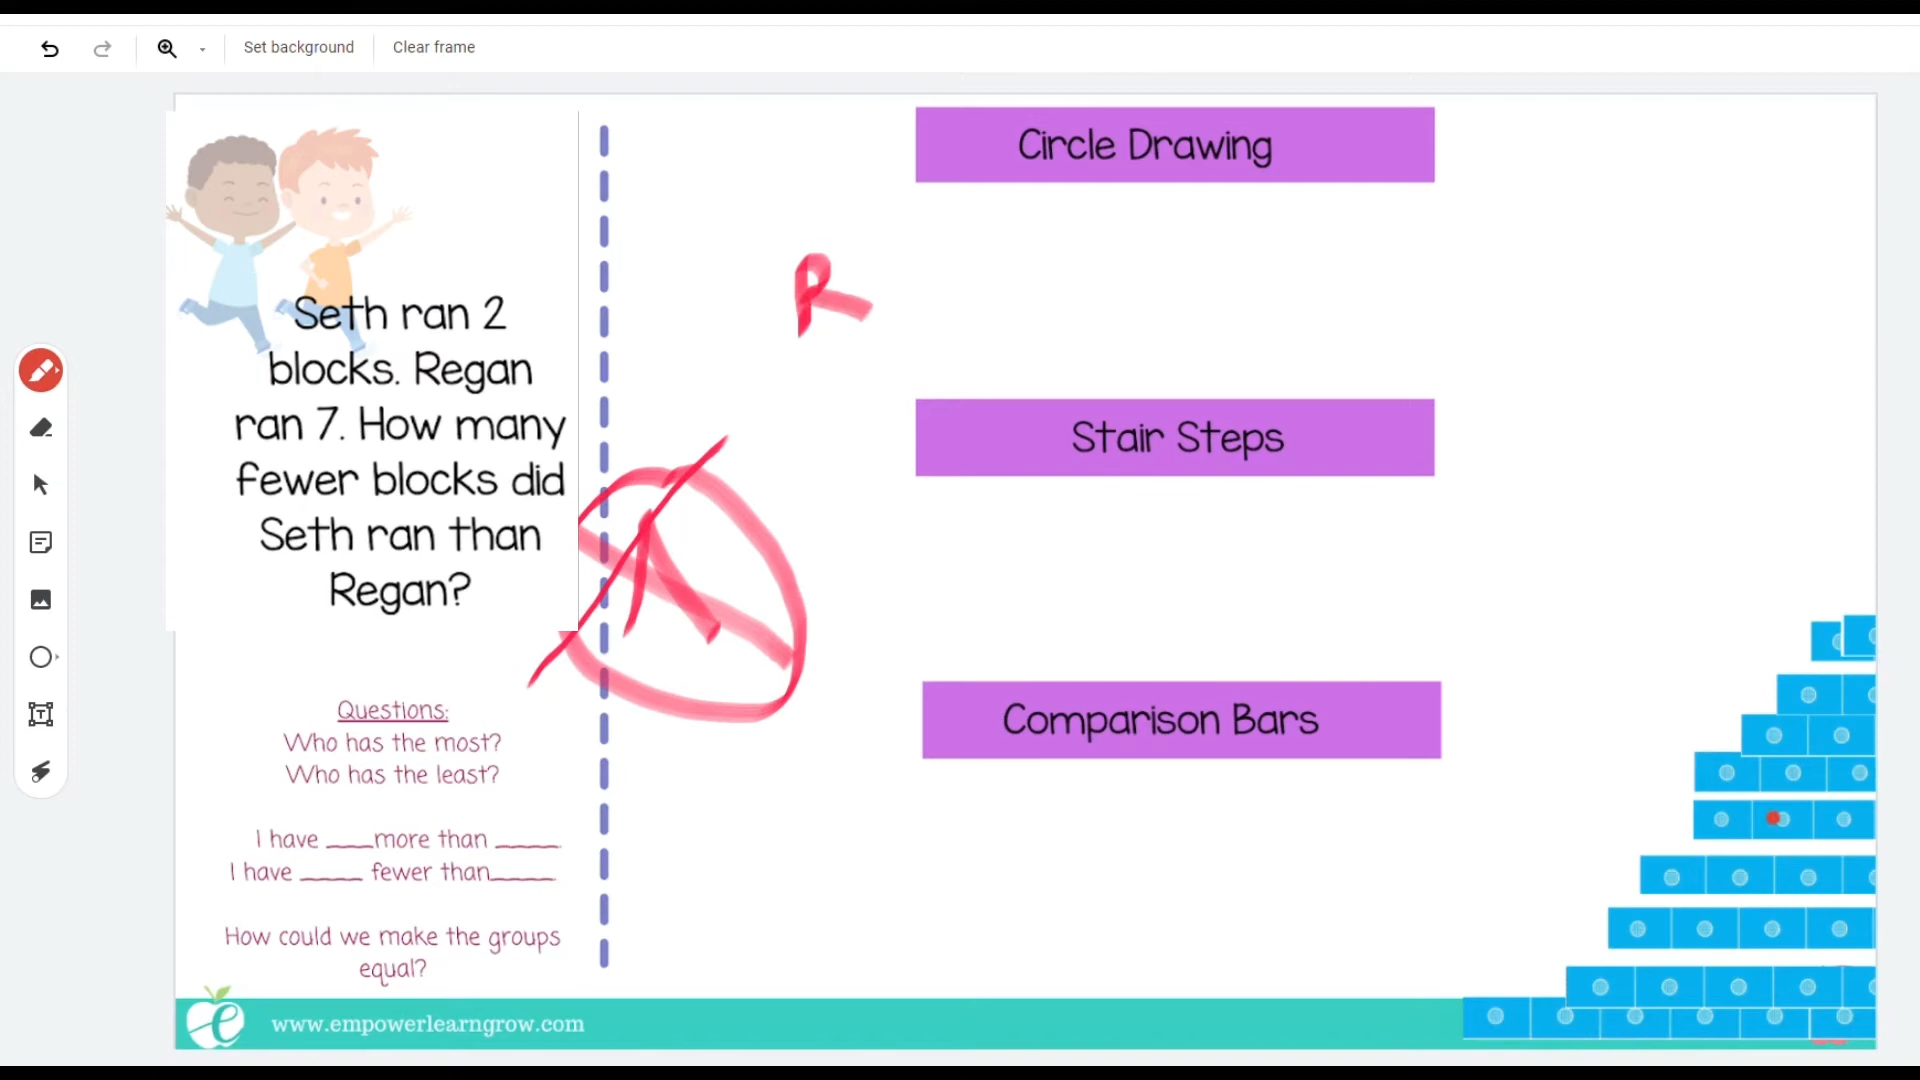 Set background
Clear frame
Circle Drawing
R
Seth ran 2
blocks. Regan
ran 7. How many
fewer blocks did
Seth ran than
Regan?
Stair Steps
Comparison Bars
Questions:
Who has the most?
Who has the least?
I have ____more than _____
I have _____ fewer than_____
How could we make the groups
equal?
www.empowerlearngrow.com